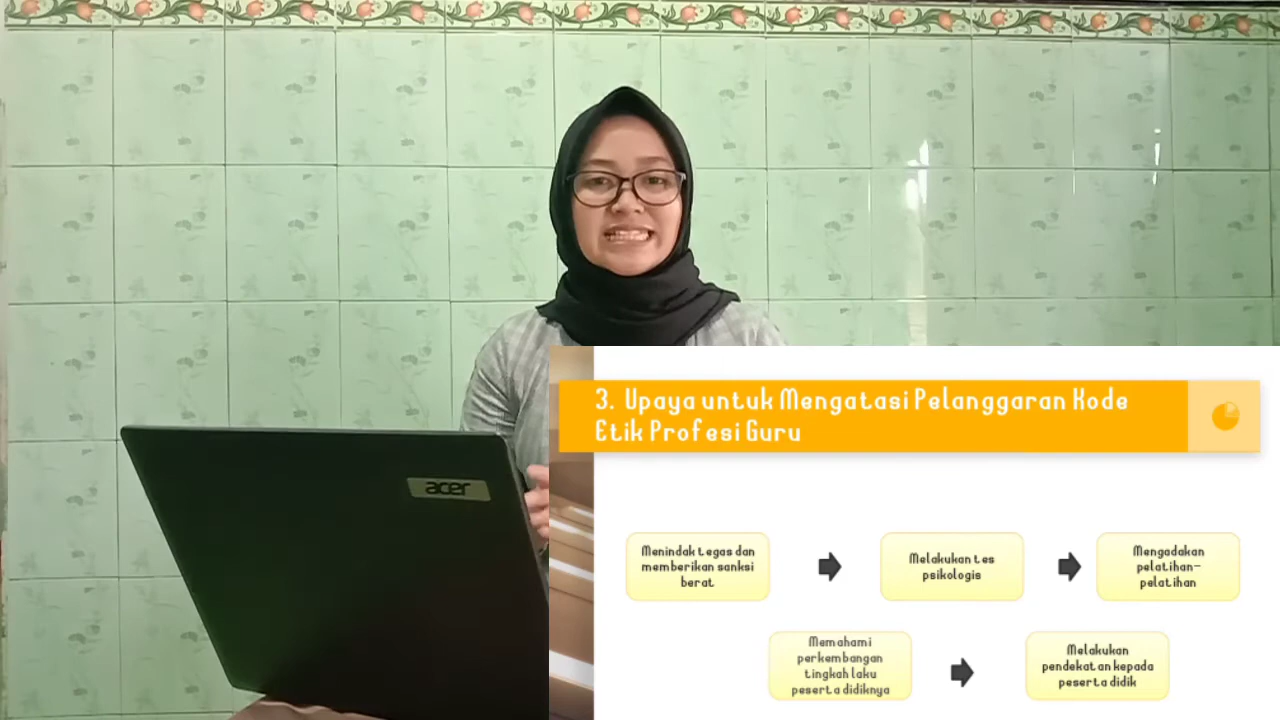 acer
3. Upaya untuk Mengatasi Pelanggaran Kode
Etik Profesi Guru
Menindak tegas dan
memberikan sanksi
berat
Melakukan tes
psikologis
Mengadakan
pelatihan-
pelatihan
Memahami
perkembangan
tingkah laku
peserta didiknya
Melakukan
pendekatan kepada
peserta didik